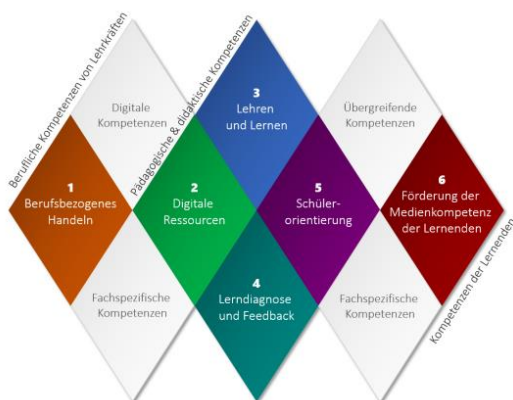 Berufliche Kompetenzen von Lehrkräften
Pädagogische & didaktische Kompetenzen
Digitale
Kompetenzen
3
Lehren
und Lernen
Übergreifende
Kompetenzen
1
Berufsbezogenes
Handeln
2
Digitale
Ressourcen
5
Schüler-
orientierung
6
Förderung der
Medienkompetenz
der Lernenden
Fachspezifische
Kompetenzen
4
Lerndiagnose
und Feedback
Fachspezifische
Kompetenzen
Kompetenzen der Lernenden